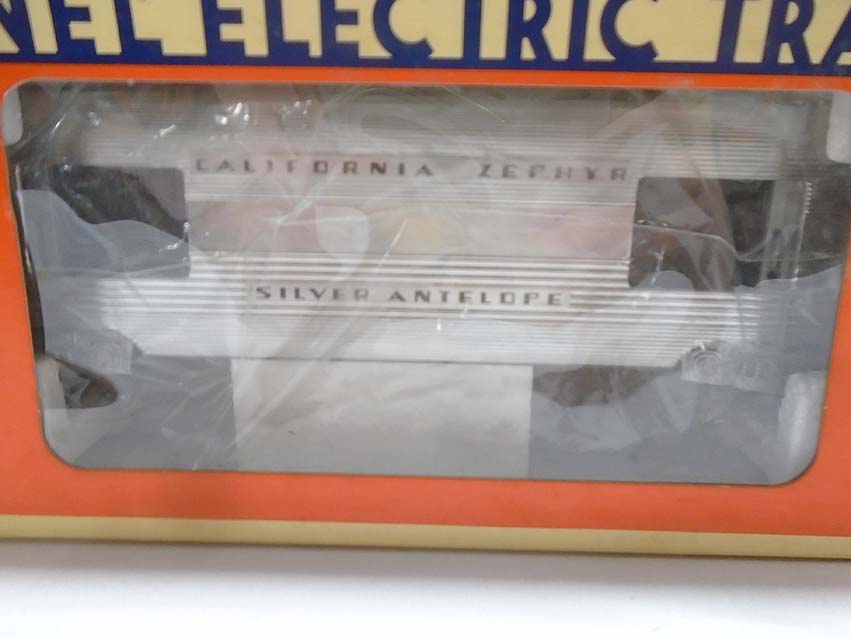 NEL ELECTRIC TRA
CALIFORNIA ZEPHYR
SILVER ANTELOPE